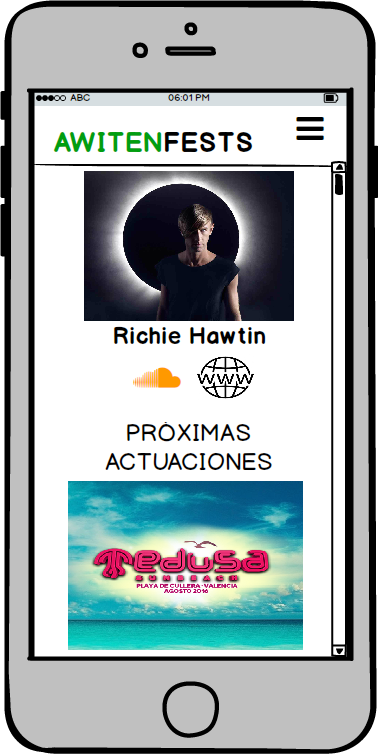 ABC
06:01 PM
AWITENFESTS
Richie Hawtin
WWW
PRÓXIMAS
ACTUACIONES
medusa
SUNBEACH
PLAYA DE CULLERA-VALENCIA
AGOSTO 2016